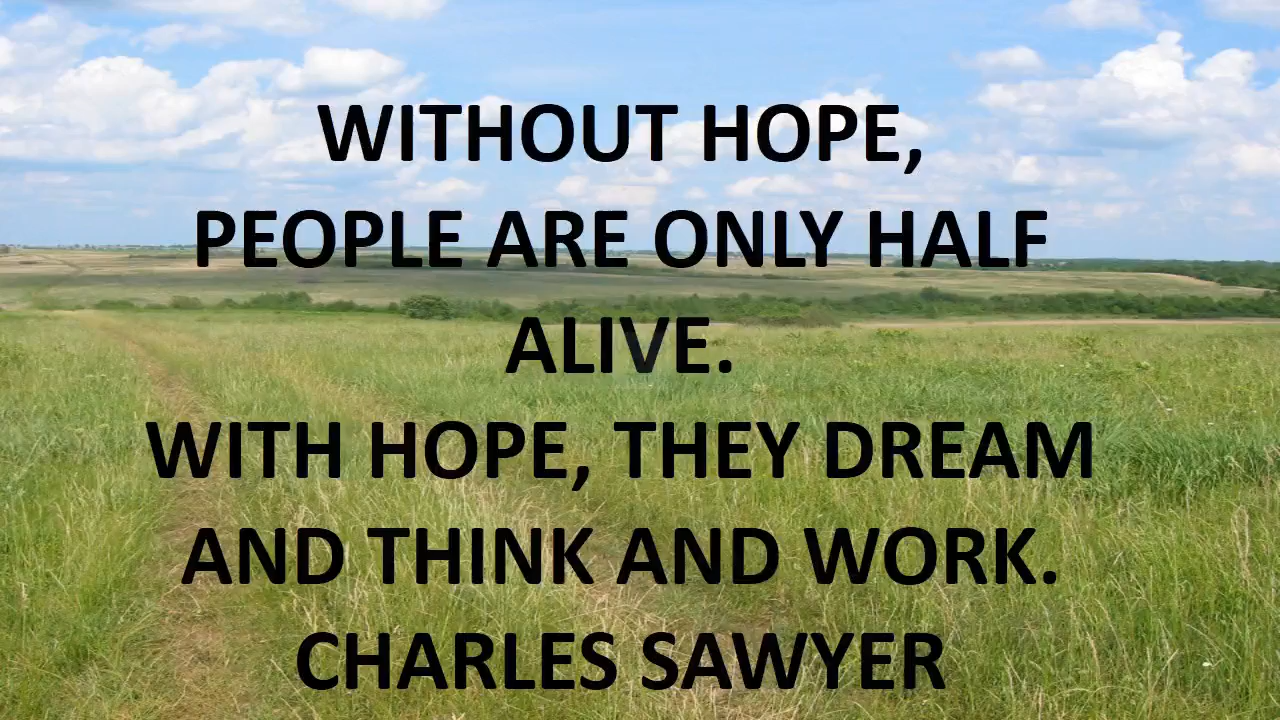 WITHOUT HOPE,
PEOPLE ARE ONLY HALF
ALIVE.
WITH HOPE, THEY DREAM
AND THINK AND WORK.
CHARLES SAWYER